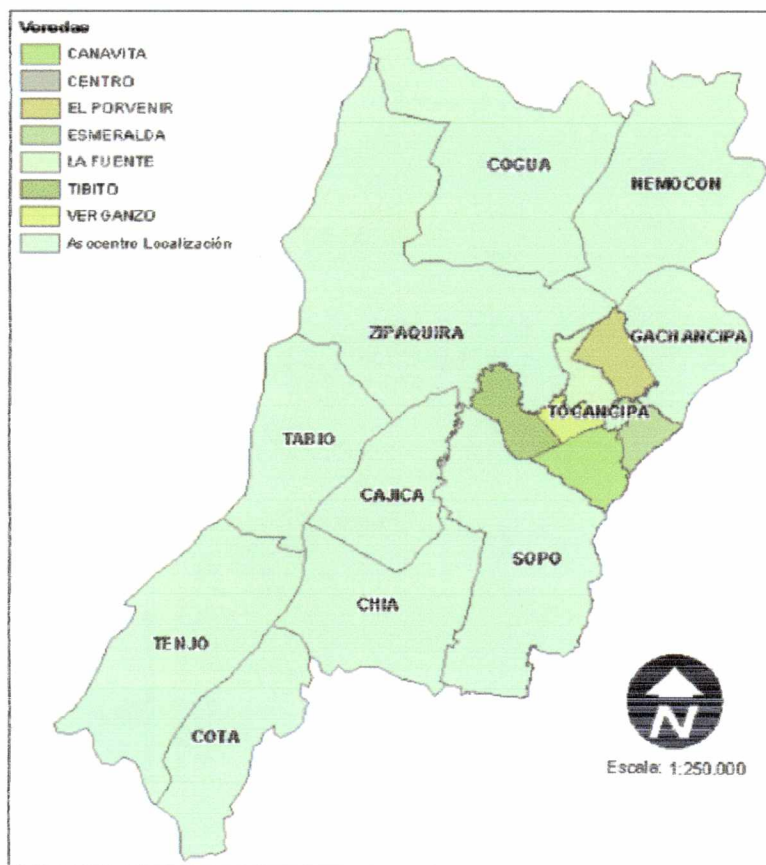 Veredas
CANAVITA
CENTRO
EL PORVENIR
ESMERALDA
LA FUENTE
TIBITO
VERGANZO
Asocentro Localización
COGUA
NEMOCON
ZIPAQUIRA
GACHANCIPA
TOCANCIPA
TABIO
CAJICA
SOPO
CHIA
TENJO
COTA
N
Escala: 1:250.000